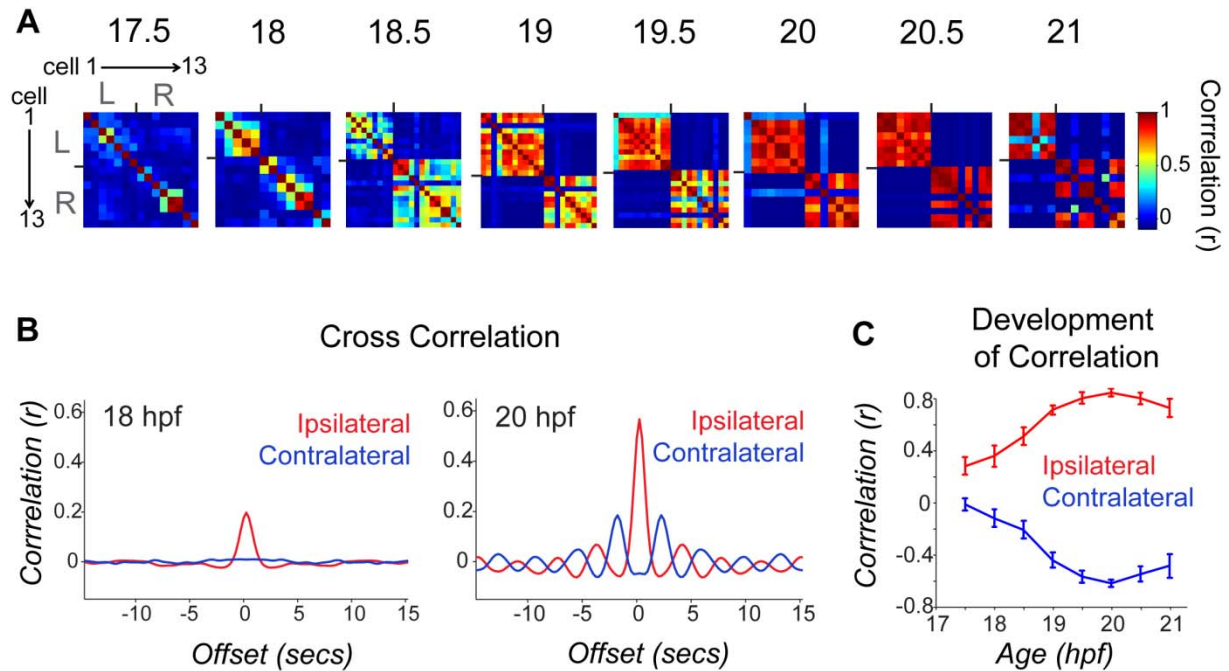 A
17.5 18 18.5 19 19.5 20 20.5 21
cell 1 13
L R
cell
1
L
R
13
1
0.5
0
Corrrelation (r)
B
Cross Correlation
18 hpf
Ipsilateral
Contralateral
0.6
0.4
0.2
0
-10 -5 0 5 10 15
Corrrelation (r)
Offset (secs)
20 hpf
Ipsilateral
Contralateral
0.6
0.4
0.2
0
-10 -5 0 5 10 15
Offset (secs)
C
Development
of Correlation
0.8
0.4
0
-0.4
-0.8
Corrrelation (r)
Ipsilateral
Contralateral
17 18 19 20 21
Age (hpf)